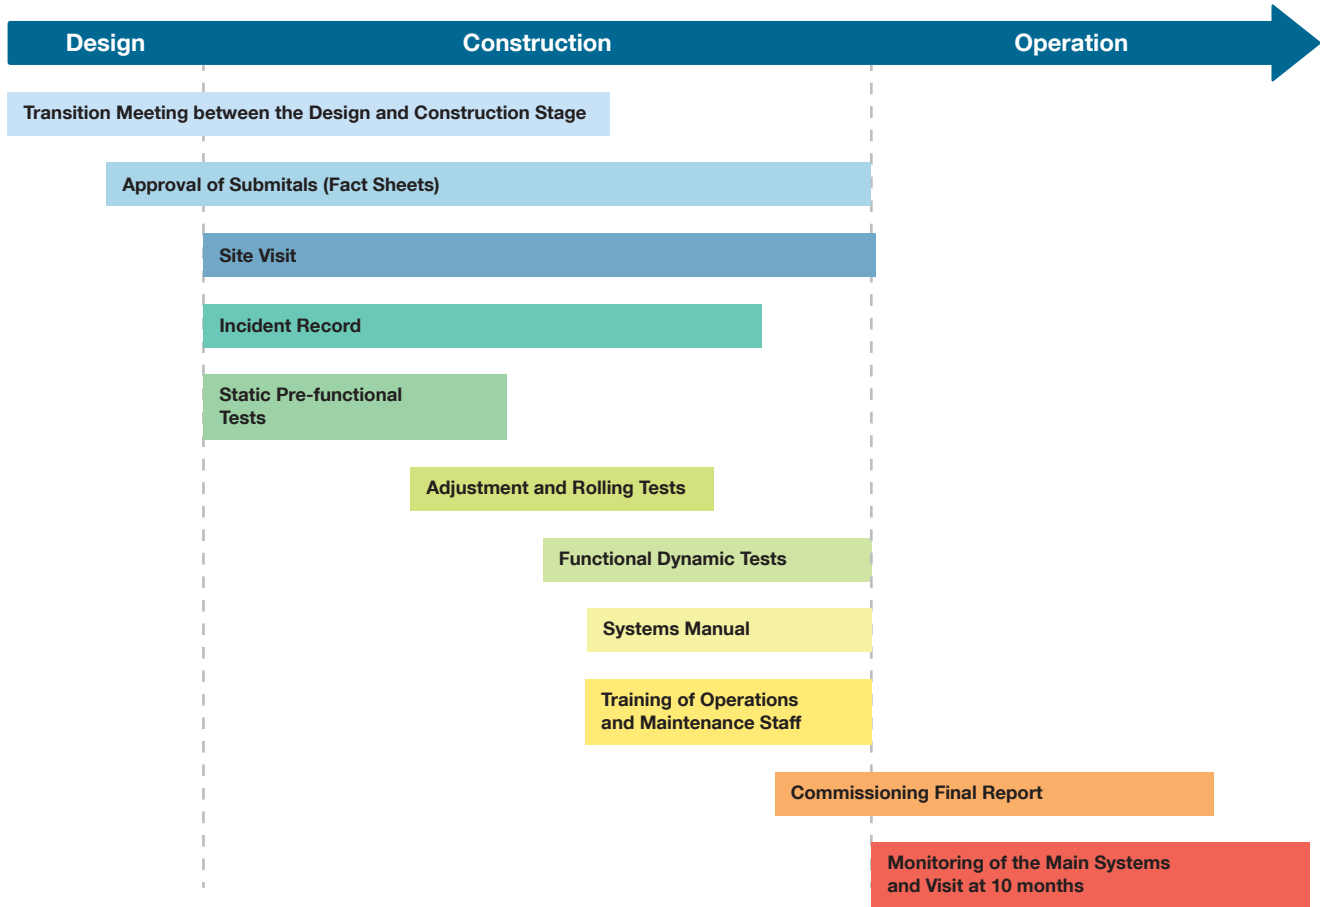 Design
Construction
Operation
Transition Meeting between the Design and Construction Stage
Approval of Submitals (Fact Sheets)
Site Visit
Incident Record
Static Pre-functional
Tests
Adjustment and Rolling Tests
Functional Dynamic Tests
Systems Manual
Training of Operations
and Maintenance Staff
Commissioning Final Report
Monitoring of the Main Systems
and Visit at 10 months